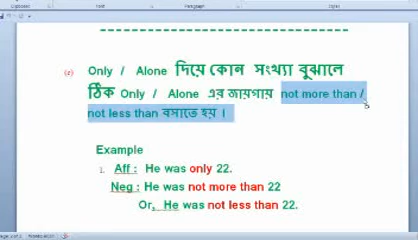 (c) Only / Alone দিয়ে কোন সংখ্যা বুঝালে
ঠিক Only / Alone এর জায়গায় not more than /
not less than বসাতে হয় ।
Example
1. Aff : He was only 22.
Neg : He was not more than 22
Or, He was not less than 22.